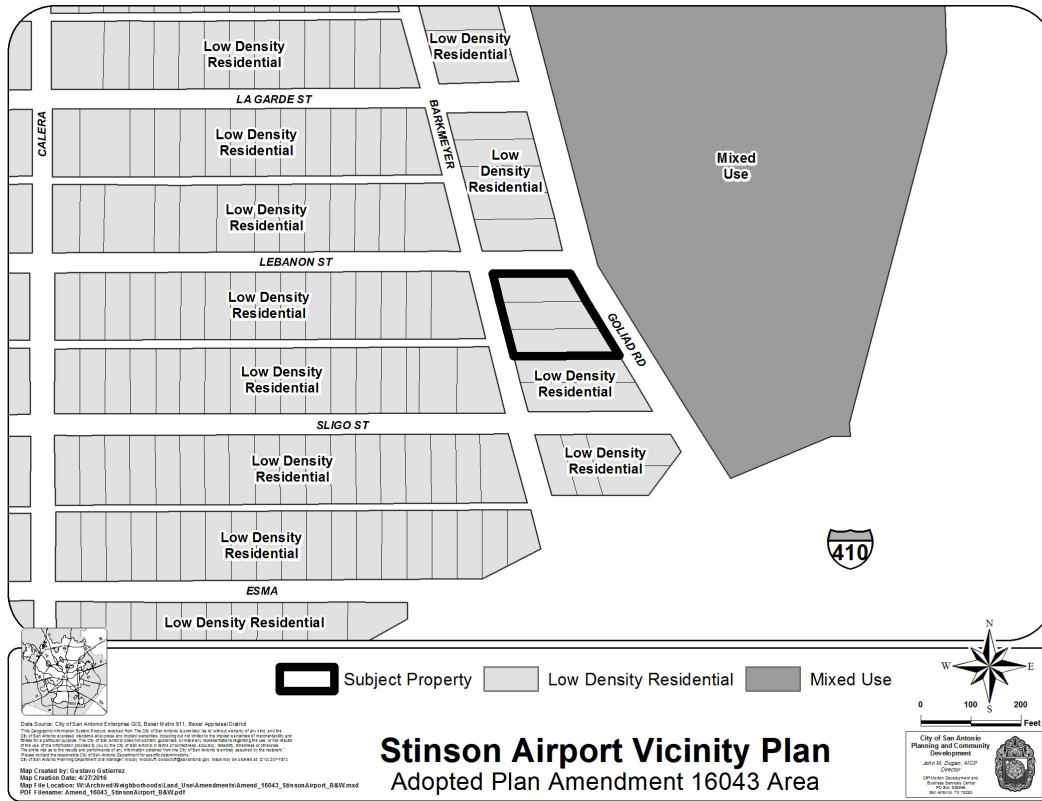 Low Density
Residential
Low Density
Residential
LA GARDE ST
CALERA
BARKMEYER
Low Density
Residential
Low
Density
Residential
Mixed
Use
Low Density
Residential
LEBANON ST
Low Density
Residential
GOLIAD RD
Low Density
Residential
Low Density
Residential
SLIGO ST
Low Density
Residential
Low Density
Residential
Low Density
Residential
410
ESMA
Low Density Residential
N
W
E
S
Subject Property
Low Density Residential
Mixed Use
0 100 200
Feet
Data Source: City of San Antonio Enterprise GIS, Bexar Metro 911, Bexar Appraisal District
Map Created by: Gustavo Gutierrez
Map Creation Date: 4/27/2016
Map File Location: W:\Archived\Neighborhoods\Land_Use\Amendments\Amend_16043_StinsonAirport_B&W.mxd
PDF Filename: Amend_16043_StinsonAirport_B&W.pdf
Stinson Airport Vicinity Plan
Adopted Plan Amendment 16043 Area
City of San Antonio
Planning and Community
Development
John M. Dugan, AICP
Director